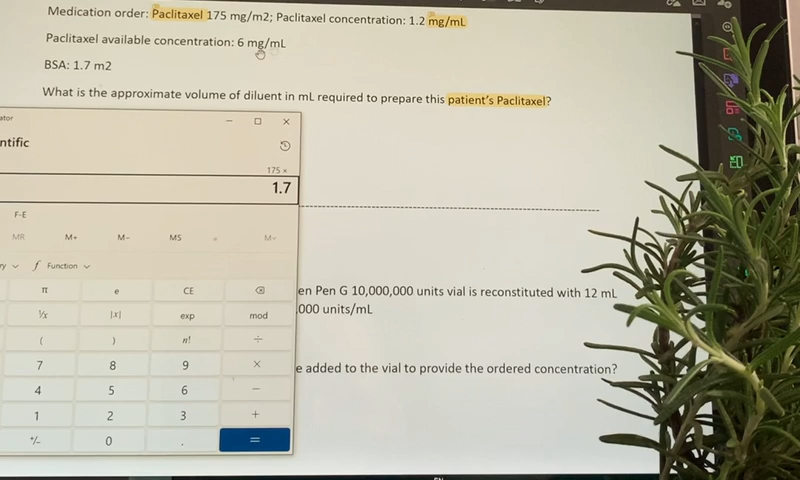 Medication order: Paclitaxel 175 mg/m2; Paclitaxel concentration: 1.2 mg/mL
Paclitaxel available concentration: 6 mg/mL
BSA: 1.7 m2
What is the approximate volume of diluent in mL required to prepare this patient's Paclitaxel?
ator
ntific
175 ×
1.7
F-E
MR M+ M− MS M˅
ry ƒ Function
π e CE
⅟x |x| exp mod
( ) n! ÷
7 8 9 ×
4 5 6 −
1 2 3 +
+/− 0 . =
en Pen G 10,000,000 units vial is reconstituted with 12 mL
,000 units/mL
e added to the vial to provide the ordered concentration?